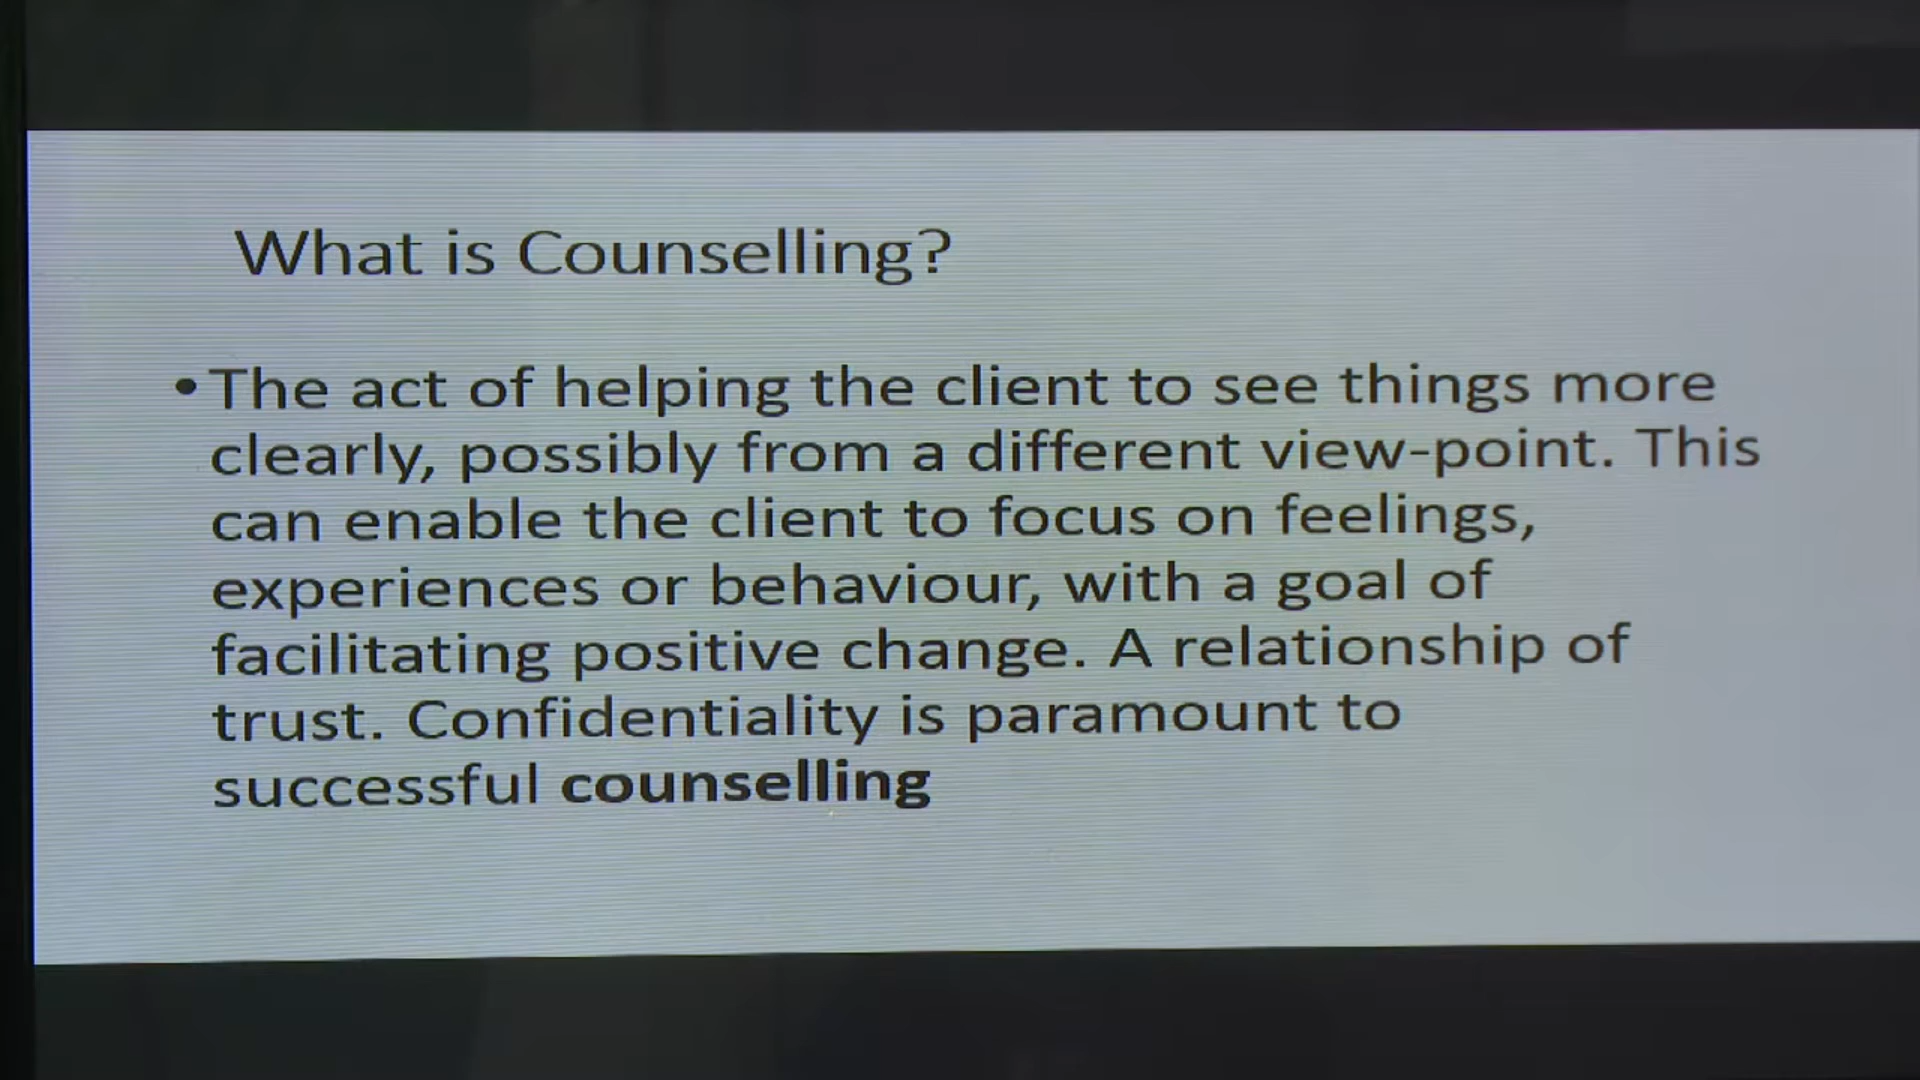 What is Counselling?
•The act of helping the client to see things more
clearly, possibly from a different view-point. This
can enable the client to focus on feelings,
experiences or behaviour, with a goal of
facilitating positive change. A relationship of
trust. Confidentiality is paramount to
successful counselling